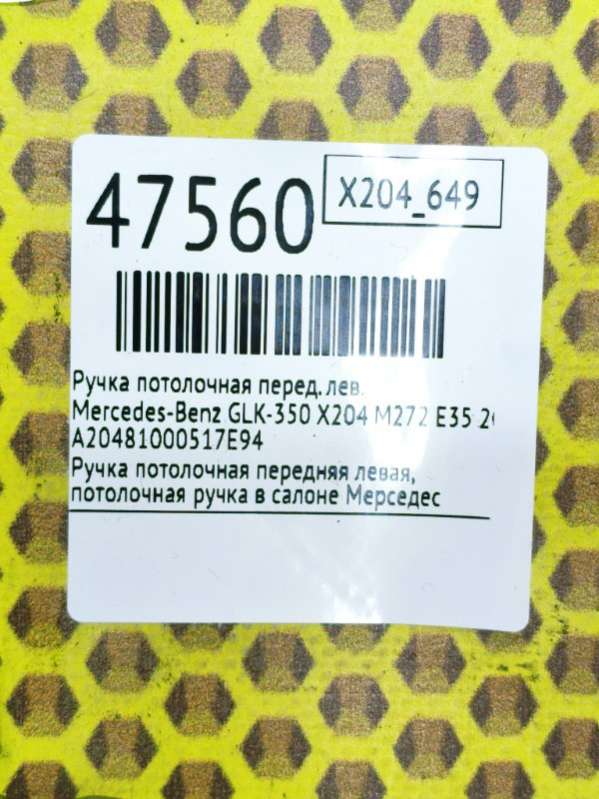 47560
X204_649
Ручка потолочная перед. лев.
Mercedes-Benz GLK-350 X204 M272 E35
A20481000517E94
Ручка потолочная передняя левая,
потолочная ручка в салоне Мерседес